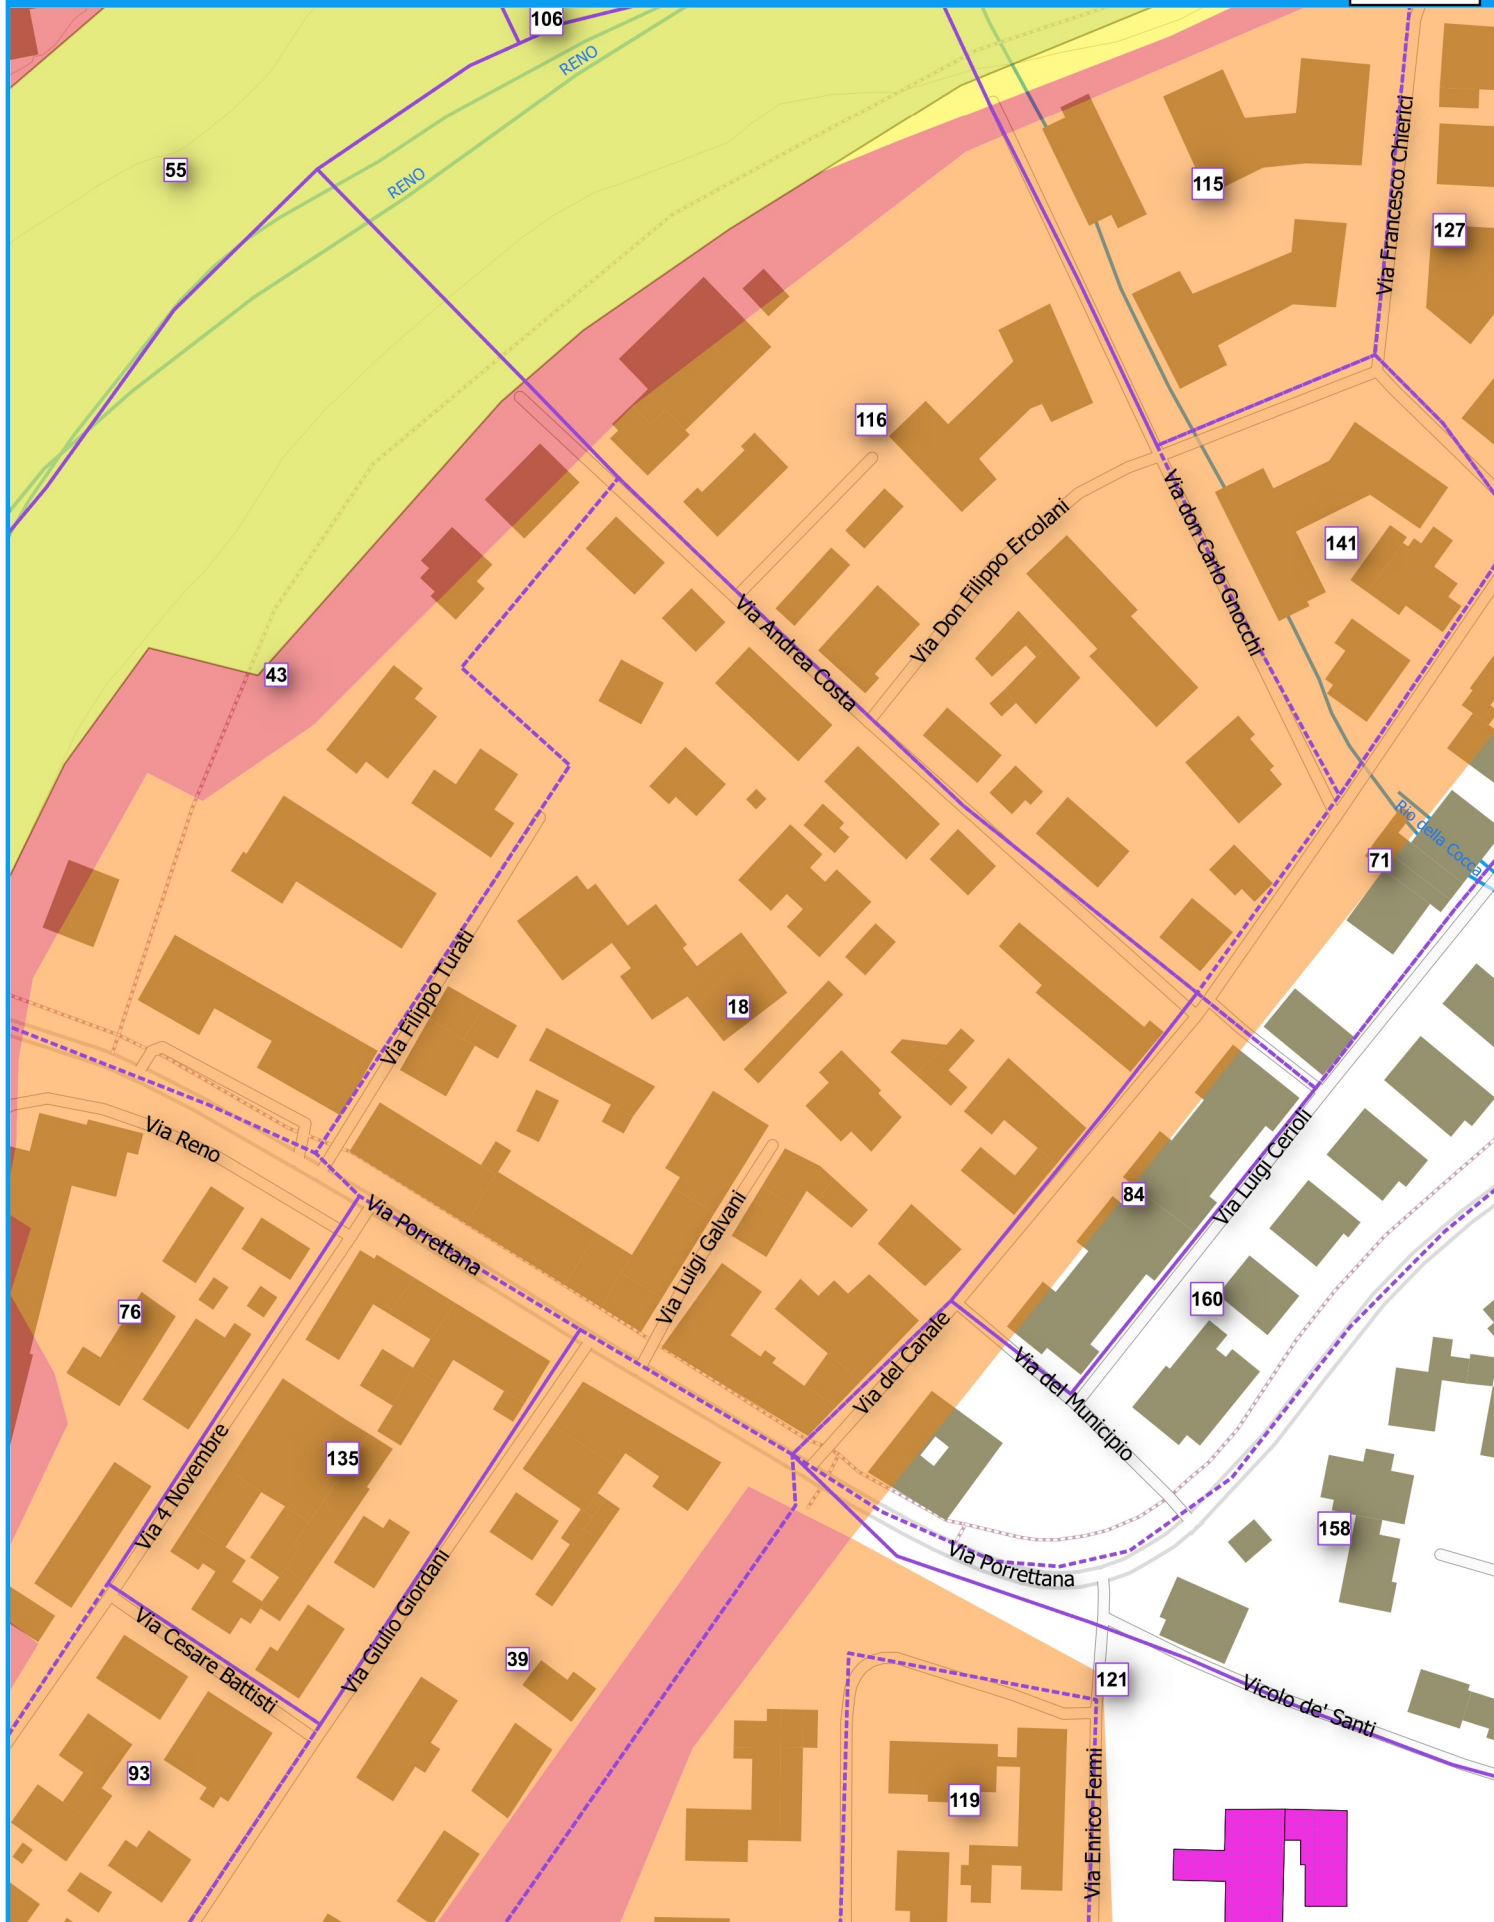 106
RENO
RENO
55
115
Via Francesco Chierici
127
116
Via don Carlo Gnocchi
141
Via Don Filippo Ercolani
Via Andrea Costa
43
Rio della Cocca
71
Via Filippo Turati
18
Via Reno
Via Porrettana
Via Luigi Galvani
84
Via Luigi Cerioli
76
160
Via del Canale
Via del Municipio
Via 4 Novembre
135
158
Via Porrettana
Via Giulio Giordani
Via Cesare Battisti
39
121
Vicolo de' Santi
93
119
Via Enrico Fermi